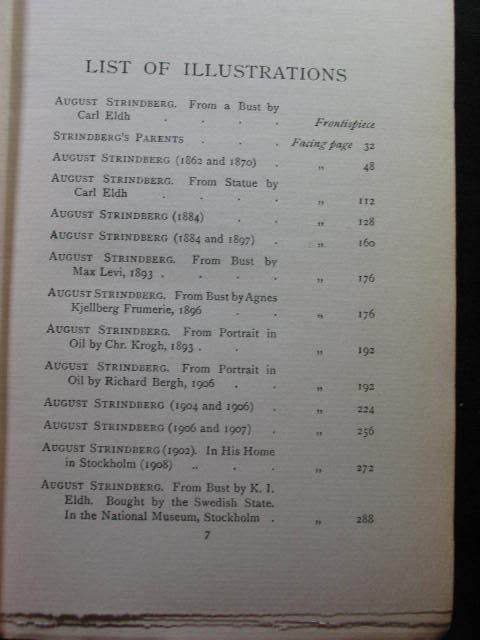 LIST OF ILLUSTRATIONS
AUGUST STRINDBERG. From a Bust by
Carl Eldh . . . . Frontispiece
STRINDBERG'S PARENTS . . . Facing page 32
AUGUST STRINDBERG (1862 and 1870) . „ 48
AUGUST STRINDBERG. From Statue by
Carl Eldh . . . . „ 112
AUGUST STRINDBERG (1884) . . „ 128
AUGUST STRINDBERG (1884 and 1897) . „ 160
AUGUST STRINDBERG. From Bust by
Max Levi, 1893 . . . . „ 176
AUGUST STRINDBERG. From Bust by Agnes
Kjellberg Frumerie, 1896 . . „ 176
AUGUST STRINDBERG. From Portrait in
Oil by Chr. Krogh, 1893 . . . „ 192
AUGUST STRINDBERG. From Portrait in
Oil by Richard Bergh, 1906 . . „ 192
AUGUST STRINDBERG (1904 and 1906) . „ 224
AUGUST STRINDBERG (1906 and 1907) . „ 256
AUGUST STRINDBERG (1902). In His Home
in Stockholm (1908) . . . „ 272
AUGUST STRINDBERG. From Bust by K. I.
Eldh. Bought by the Swedish State.
In the National Museum, Stockholm . „ 288
7